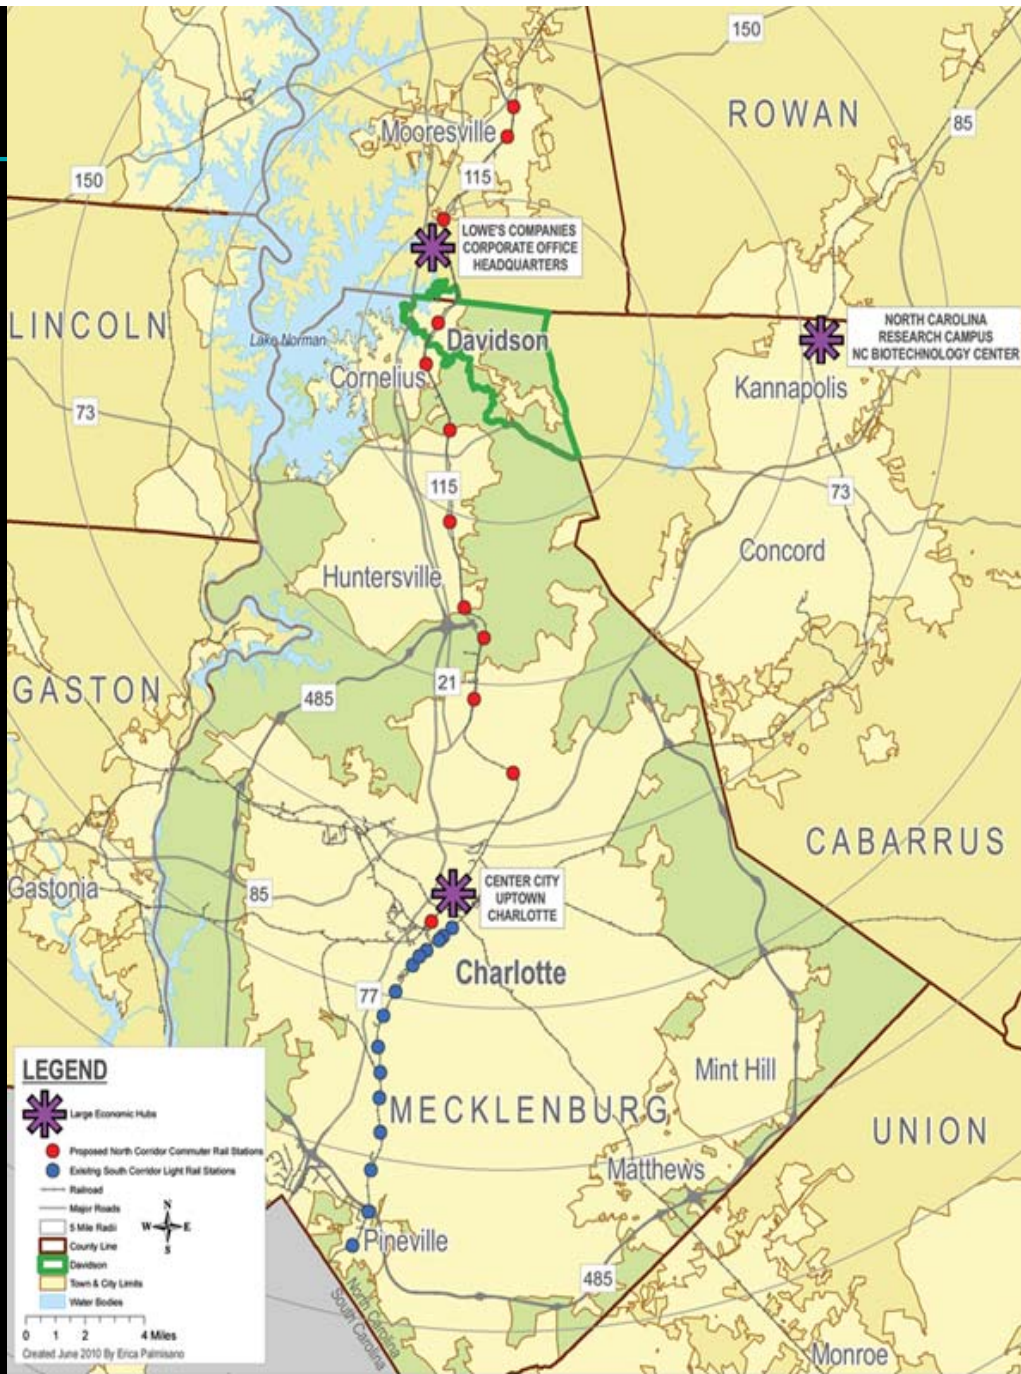 150
ROWAN
Mooresville
85
115
150
LOWE'S COMPANIES
CORPORATE OFFICE
HEADQUARTERS
LINCOLN
Lake Norman
Davidson
NORTH CAROLINA
RESEARCH CAMPUS
NC BIOTECHNOLOGY CENTER
Cornelius
Kannapolis
73
115
73
Concord
Huntersville
GASTON
21
485
CABARRUS
Gastonia
85
CENTER CITY
UPTOWN
CHARLOTTE
Charlotte
77
Mint Hill
MECKLENBURG
UNION
Matthews
Pineville
485
North Carolina
South Carolina
Monroe
LEGEND
Large Economic Hubs
Proposed North Corridor Commuter Rail Stations
Existing South Corridor Light Rail Stations
Railroad
Major Roads
5 Mile Radii
County Line
Davidson
Town & City Limits
Water Bodies
N
W E
S
0 1 2 4 Miles
Created June 2010 By Erica Palmisano